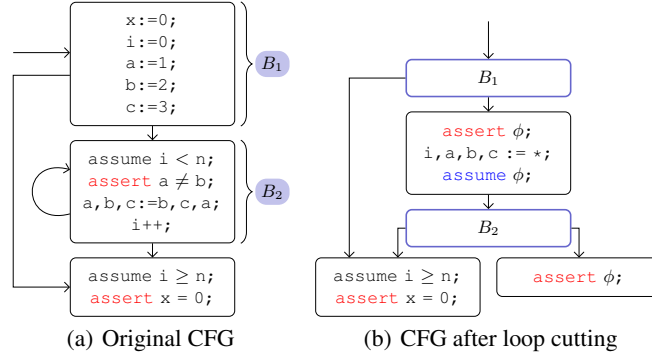 x:=0;
i:=0;
a:=1;
b:=2;
c:=3;
B₁
assume i < n;
assert a ≠ b;
a,b,c:=b,c,a;
i++;
B₂
assume i ≥ n;
assert x = 0;
(a) Original CFG
B₁
assert ϕ;
i,a,b,c := *;
assume ϕ;
B₂
assume i ≥ n;
assert x = 0;
assert ϕ;
(b) CFG after loop cutting